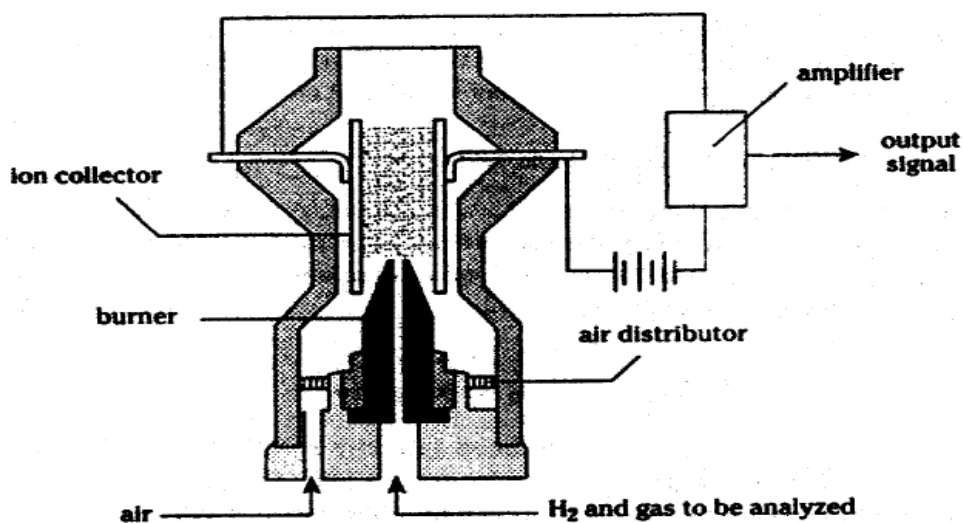 amplifier
output
signal
ion collector
burner
air distributor
air
H₂ and gas to be analyzed